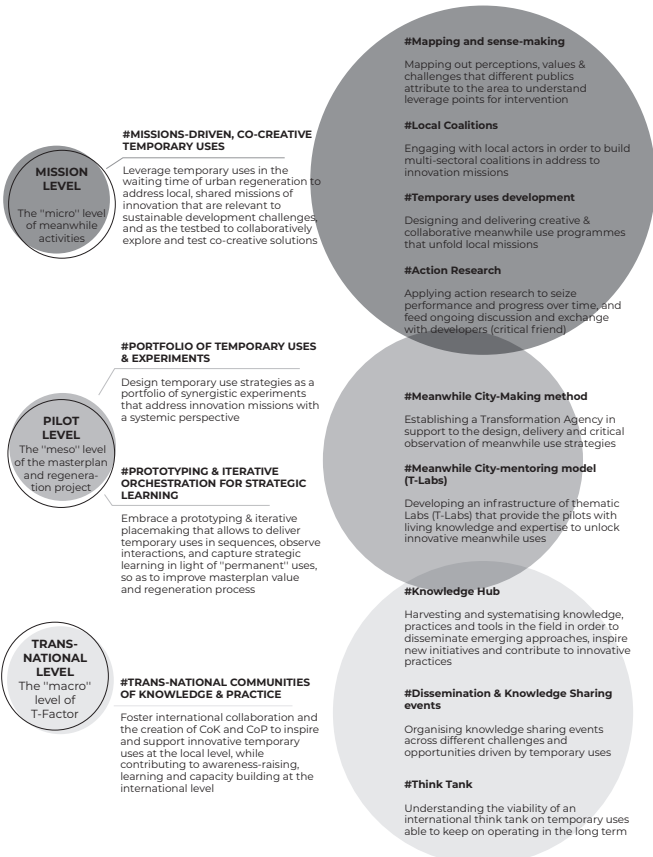 MISSION
LEVEL
The "micro" level
of meanwhile
activities
#MISSIONS-DRIVEN, CO-CREATIVE
TEMPORARY USES
Leverage temporary uses in the
waiting time of urban regeneration to
address local, shared missions of
innovation that are relevant to
sustainable development challenges,
and as the testbed to collaboratively
explore and test co-creative solutions
#Mapping and sense-making
Mapping out perceptions, values &
challenges that different publics
attribute to the area to understand
leverage points for intervention
#Local Coalitions
Engaging with local actors in order to build
multi-sectoral coalitions in address to
innovation missions
#Temporary uses development
Designing and delivering creative &
collaborative meanwhile use programmes
that unfold local missions
#Action Research
Applying action research to seize
performance and progress over time, and
feed ongoing discussion and exchange
with developers (critical friend)
PILOT
LEVEL
The "meso" level
of the masterplan
and regenera-
tion project
#PORTFOLIO OF TEMPORARY USES
& EXPERIMENTS
Design temporary use strategies as a
portfolio of synergistic experiments
that address innovation missions with
a systemic perspective
#PROTOTYPING & ITERATIVE
ORCHESTRATION FOR STRATEGIC
LEARNING
Embrace a prototyping & iterative
placemaking that allows to deliver
temporary uses in sequences, observe
interactions, and capture strategic
learning in light of "permanent" uses,
so as to improve masterplan value
and regeneration process
#Meanwhile City-Making method
Establishing a Transformation Agency in
support to the design, delivery and critical
observation of meanwhile use strategies
#Meanwhile City-mentoring model
(T-Labs)
Developing an infrastructure of thematic
Labs (T-Labs) that provide the pilots with
living knowledge and expertise to unlock
innovative meanwhile uses
TRANS-
NATIONAL
LEVEL
The "macro"
level of
T-Factor
#TRANS-NATIONAL COMMUNITIES
OF KNOWLEDGE & PRACTICE
Foster international collaboration and
the creation of CoK and CoP to inspire
and support innovative temporary
uses at the local level, while
contributing to awareness-raising,
learning and capacity building at the
international level
#Knowledge Hub
Harvesting and systematising knowledge,
practices and tools in the field in order to
disseminate emerging approaches, inspire
new initiatives and contribute to innovative
practices
#Dissemination & Knowledge Sharing
events
Organising knowledge sharing events
across different challenges and
opportunities driven by temporary uses
#Think Tank
Understanding the viability of an
international think tank on temporary uses
able to keep on operating in the long term